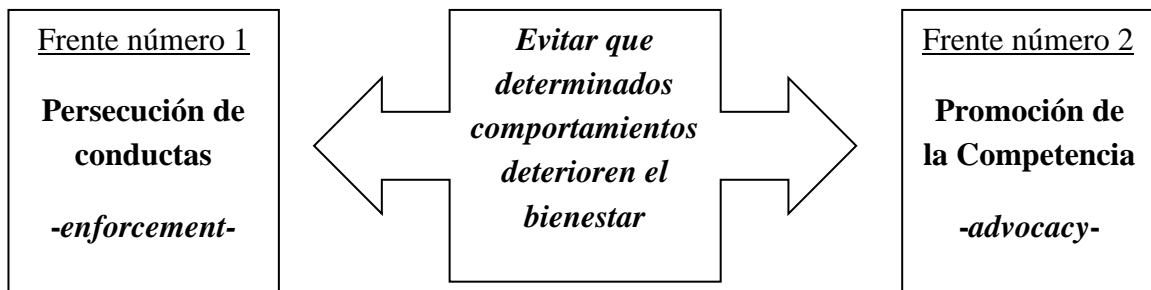 Frente número 1
Persecución de
conductas
-enforcement-
Evitar que
determinados
comportamientos
deterioren el
bienestar
Frente número 2
Promoción de
la Competencia
-advocacy-